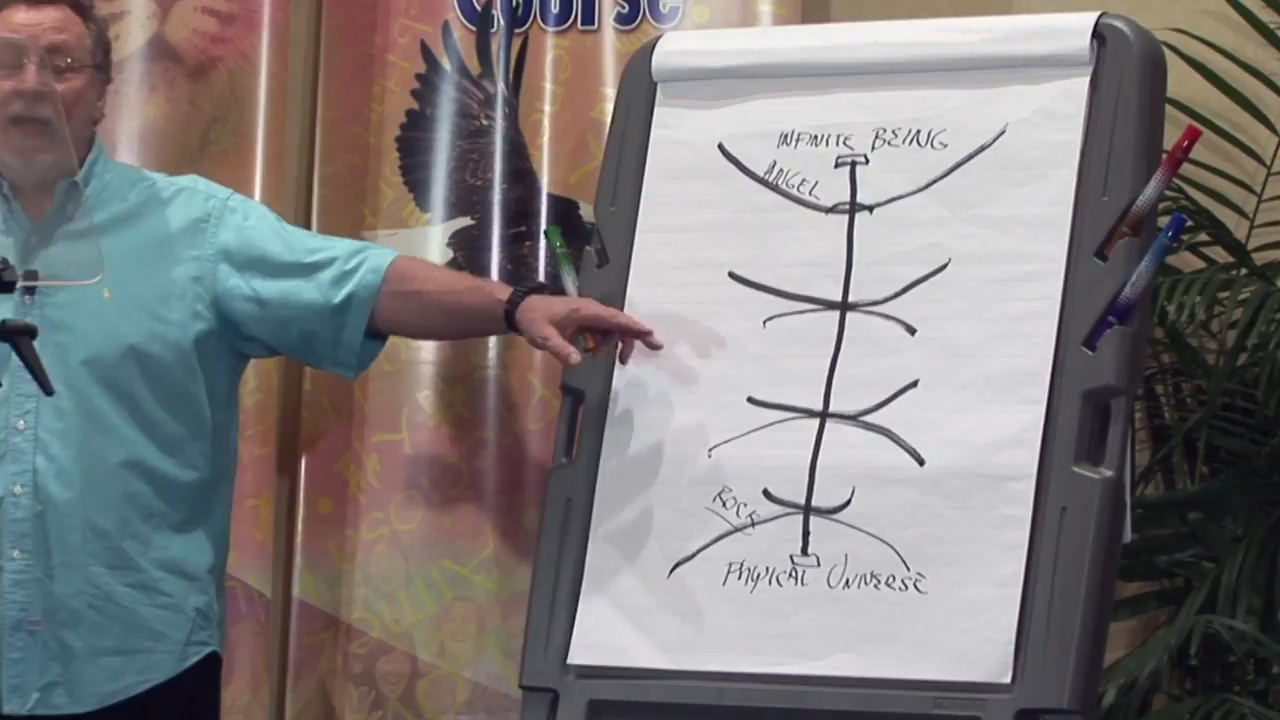 Course
INFINITE BEING
ANGEL
ROCK
PHYSICAL UNIVERSE